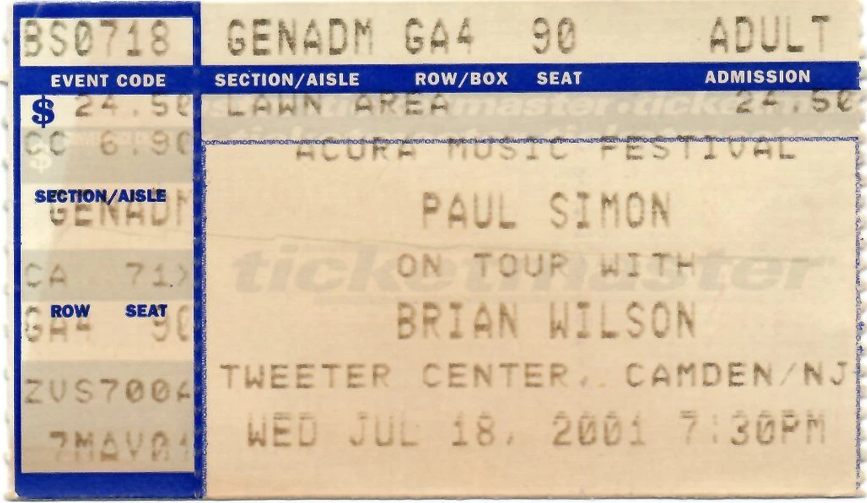 BS0718 GENADM GA4 90 ADULT
EVENT CODE SECTION/AISLE ROW/BOX SEAT ADMISSION
$ 24.50 LAWN AREA 24.50
CC 6.90 ACURA MUSIC FESTIVAL
SECTION/AISLE
GENADM PAUL SIMON
CA 71X ON TOUR WITH
ticketmaster
ROW SEAT
GA4 90 BRIAN WILSON
ZVS700A TWEETER CENTER, CAMDEN/NJ
7MAY01 WED JUL 18, 2001 7:30PM